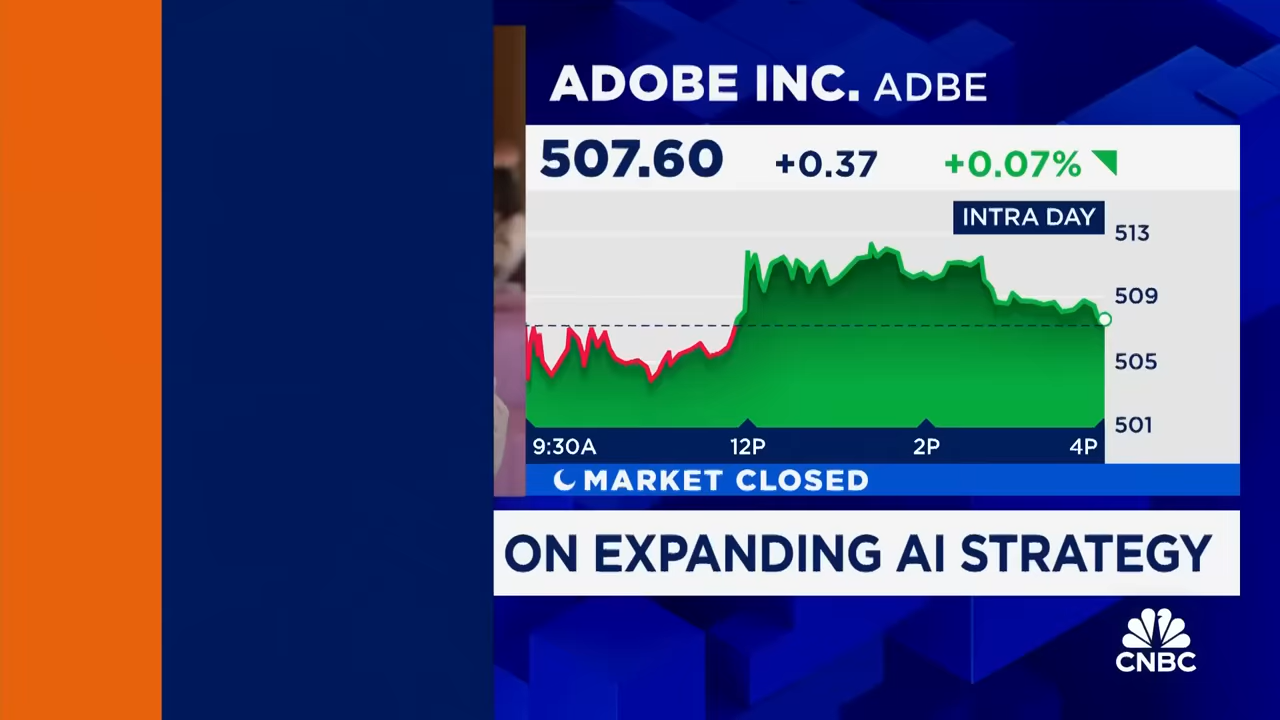 ADOBE INC. ADBE
507.60 +0.37 +0.07%
INTRA DAY
513
509
505
501
9:30A 12P 2P 4P
MARKET CLOSED
ON EXPANDING AI STRATEGY
CNBC